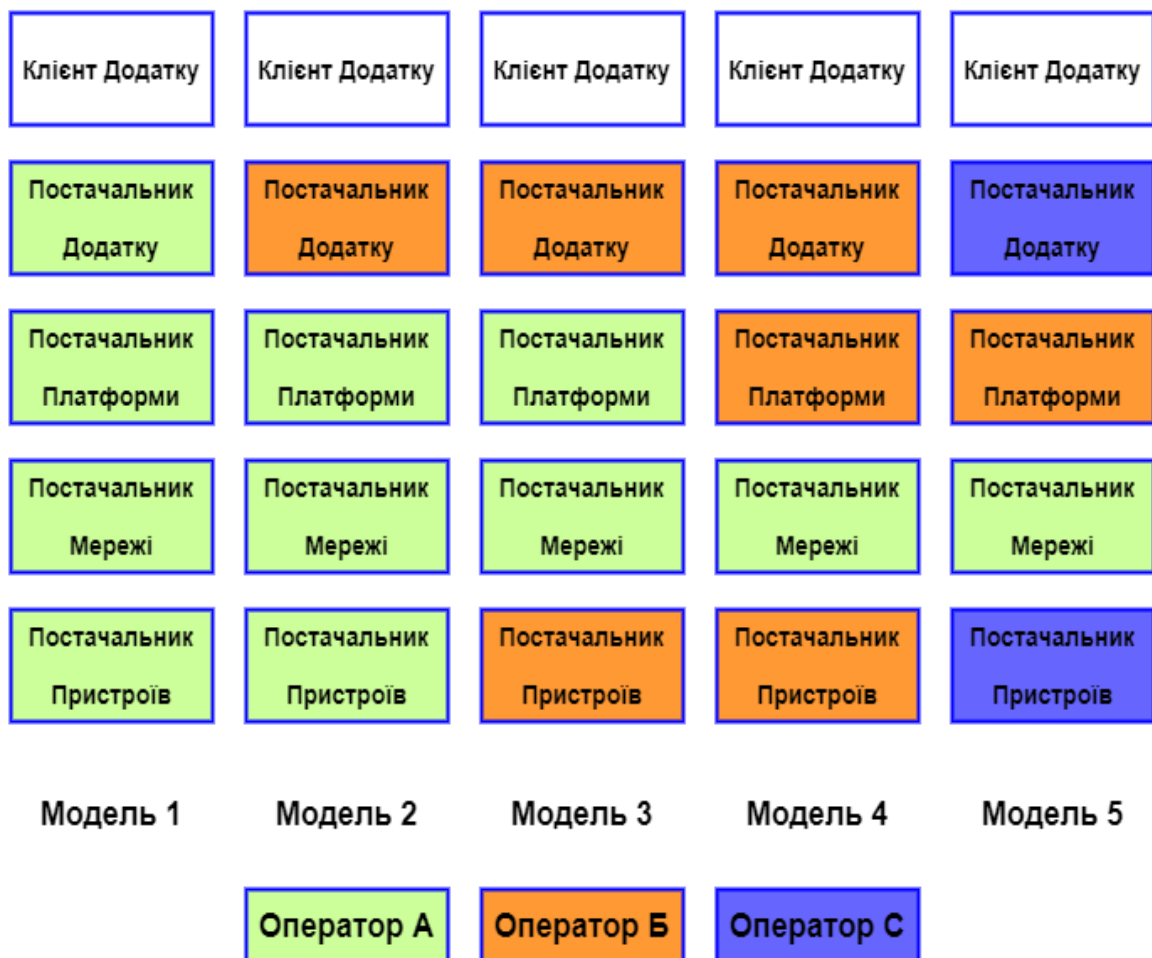 Клієнт Додатку Клієнт Додатку Клієнт Додатку Клієнт Додатку Клієнт Додатку
Постачальник Постачальник Постачальник Постачальник Постачальник
Додатку Додатку Додатку Додатку Додатку
Постачальник Постачальник Постачальник Постачальник Постачальник
Платформи Платформи Платформи Платформи Платформи
Постачальник Постачальник Постачальник Постачальник Постачальник
Мережі Мережі Мережі Мережі Мережі
Постачальник Постачальник Постачальник Постачальник Постачальник
Пристроїв Пристроїв Пристроїв Пристроїв Пристроїв
Модель 1 Модель 2 Модель 3 Модель 4 Модель 5
Оператор А Оператор Б Оператор С